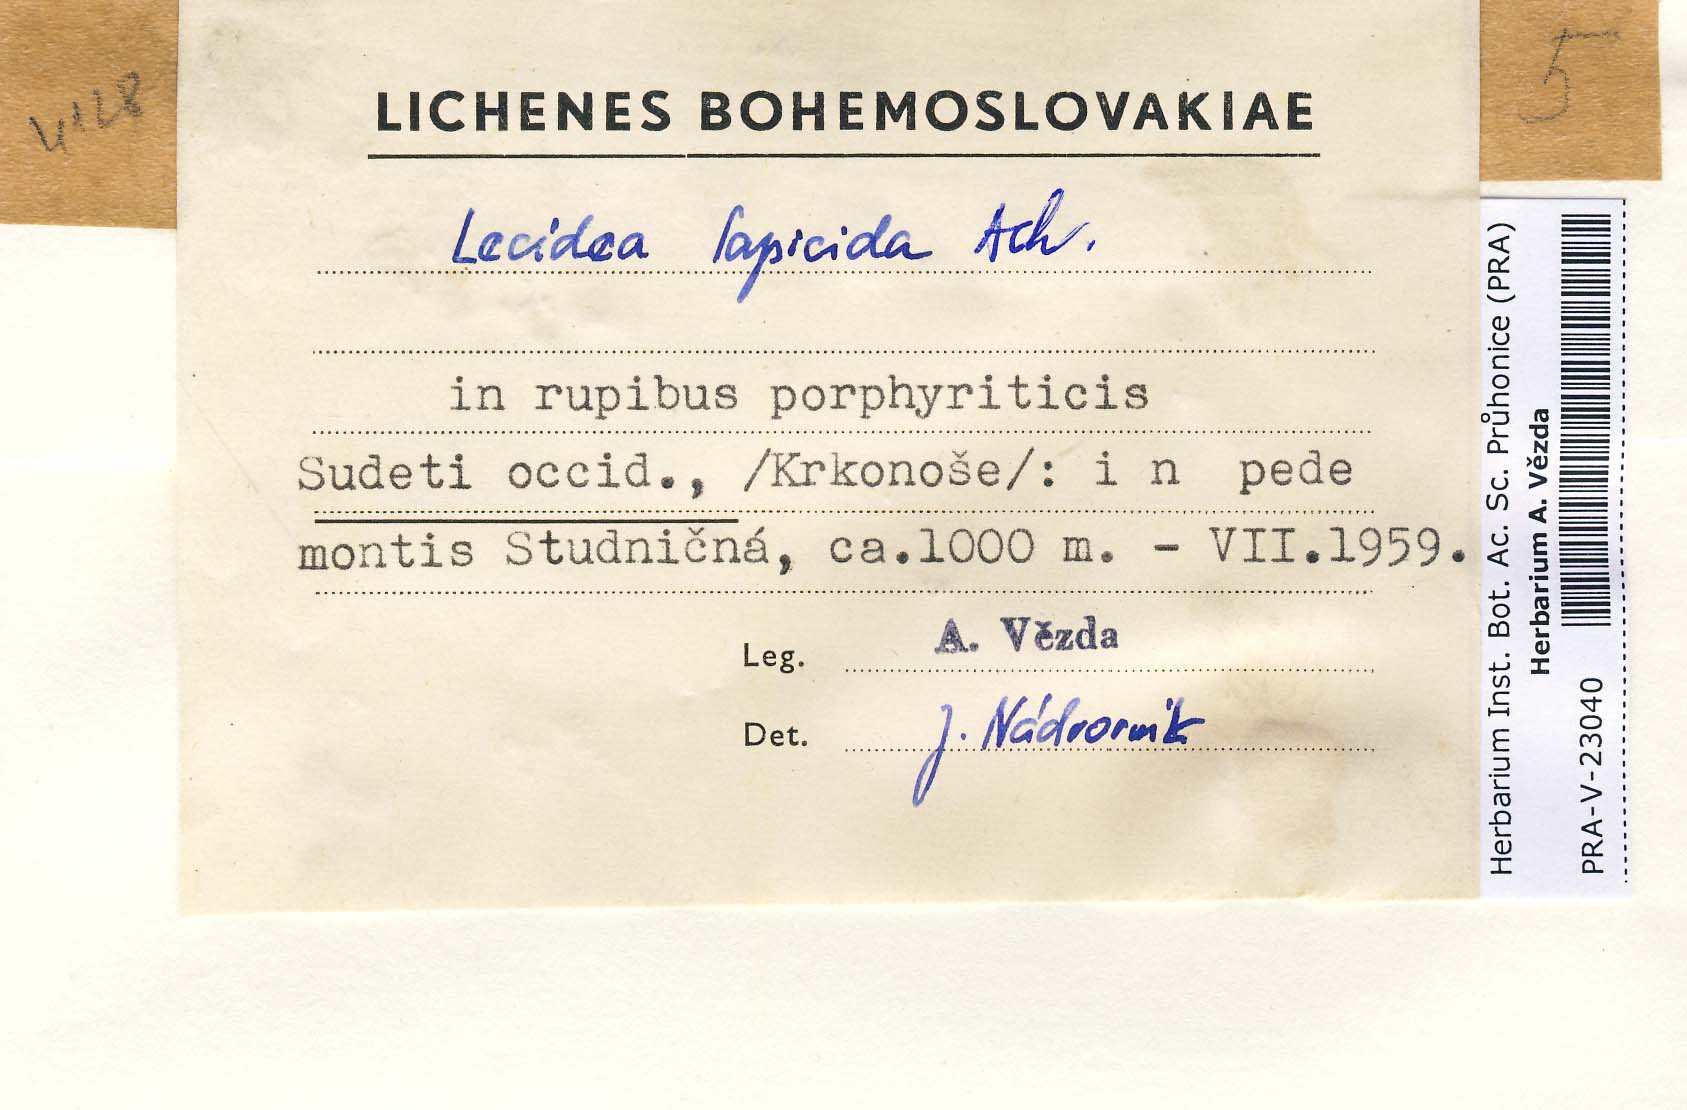 LICHENES BOHEMOSLOVAKIAE
Lecidea lapicida Ach.
in rupibus porphyriticis
Sudeti occid., /Krkonoše/: i n pede
montis Studničná, ca.1000 m. - VII.1959.
Leg. A. Vězda
Det. J. Nádvorník
5
Herbarium Inst. Bot. Ac. Sc. Průhonice (PRA)
Herbarium A. Vězda
PRA-V-23040